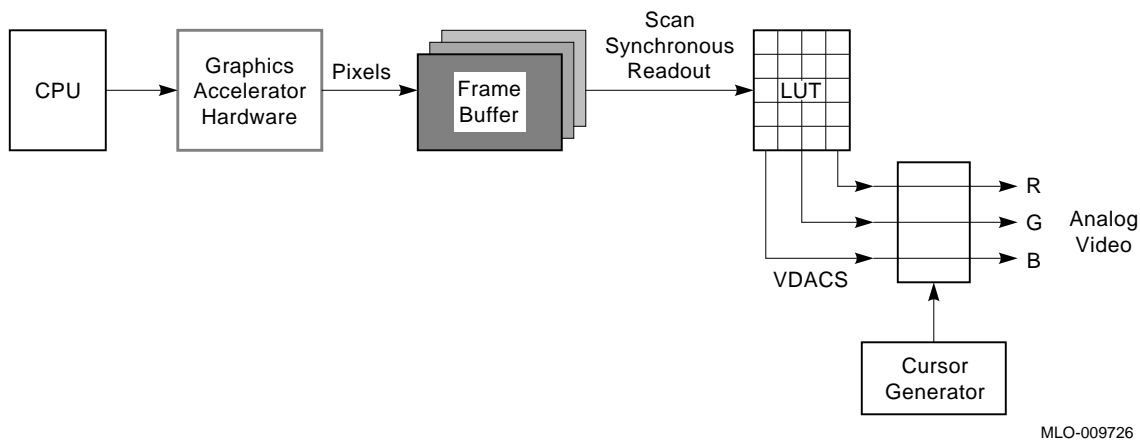 CPU
Graphics
Accelerator
Hardware
Pixels
Frame
Buffer
Scan
Synchronous
Readout
LUT
R
G
B
Analog
Video
VDACS
Cursor
Generator
MLO-009726